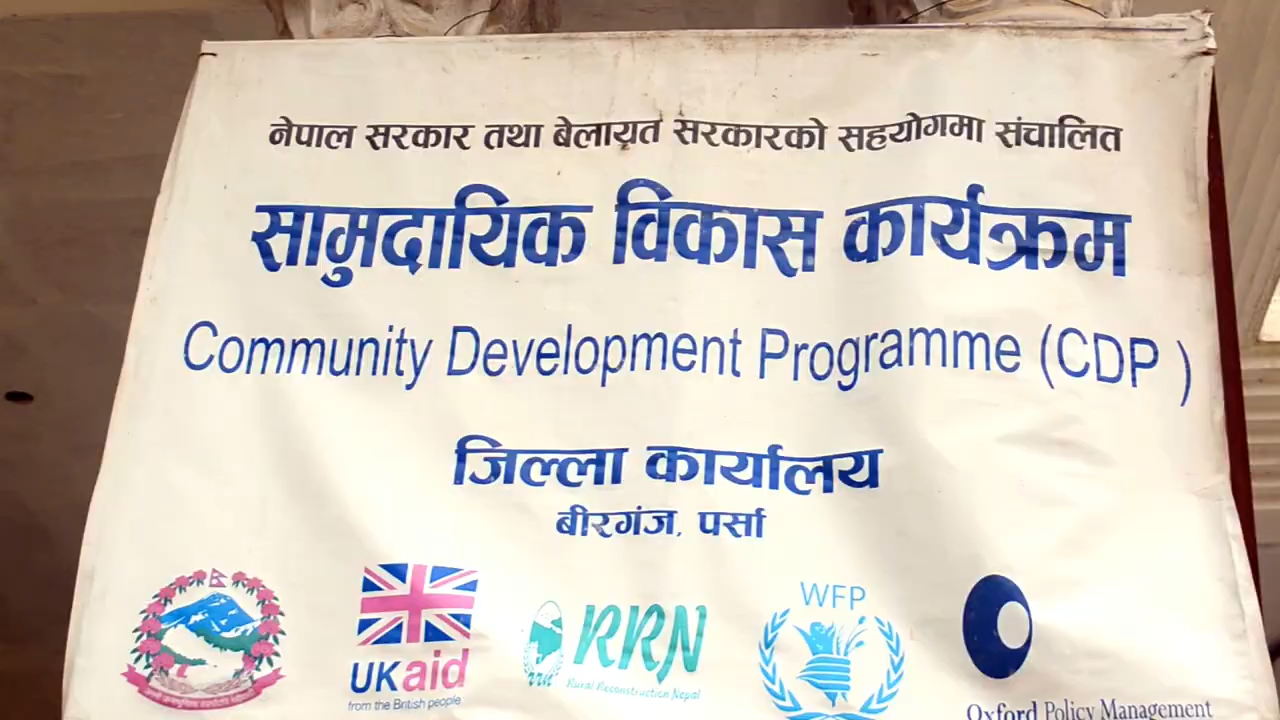 नेपाल सरकार तथा बेलायत सरकारको सहयोगमा संचालित
सामुदायिक विकास कार्यक्रम
Community Development Programme (CDP )
जिल्ला कार्यालय
बीरगंज, पर्सा
UKaid
from the British people
RRN
Rural Reconstruction Nepal
WFP
Oxford Policy Management